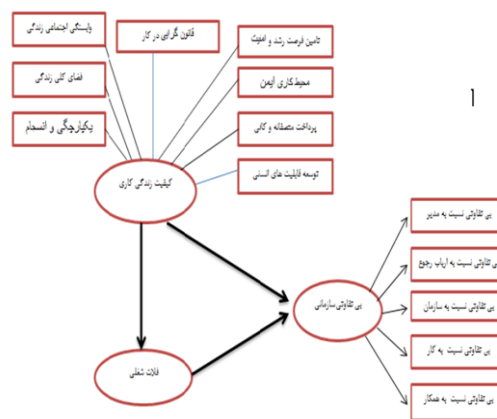 وابستگی اجتماعی زندگی
قانون گرایی در کار
تامین فرصت رشد و امنیت
فضای کلی زندگی
محیط کاری ایمن
یکپارچگی و انسجام
پرداخت منصفانه و کافی
توسعه قابلیت های انسانی
کیفیت زندگی کاری
بی تفاوتی نسبت به مدیر
بی تفاوتی نسبت به ارباب رجوع
بی تفاوتی نسبت به سازمان
بی تفاوتی نسبت به کار
بی تفاوتی نسبت به همکار
بی تفاوتی سازمانی
فلات شغلی
ا